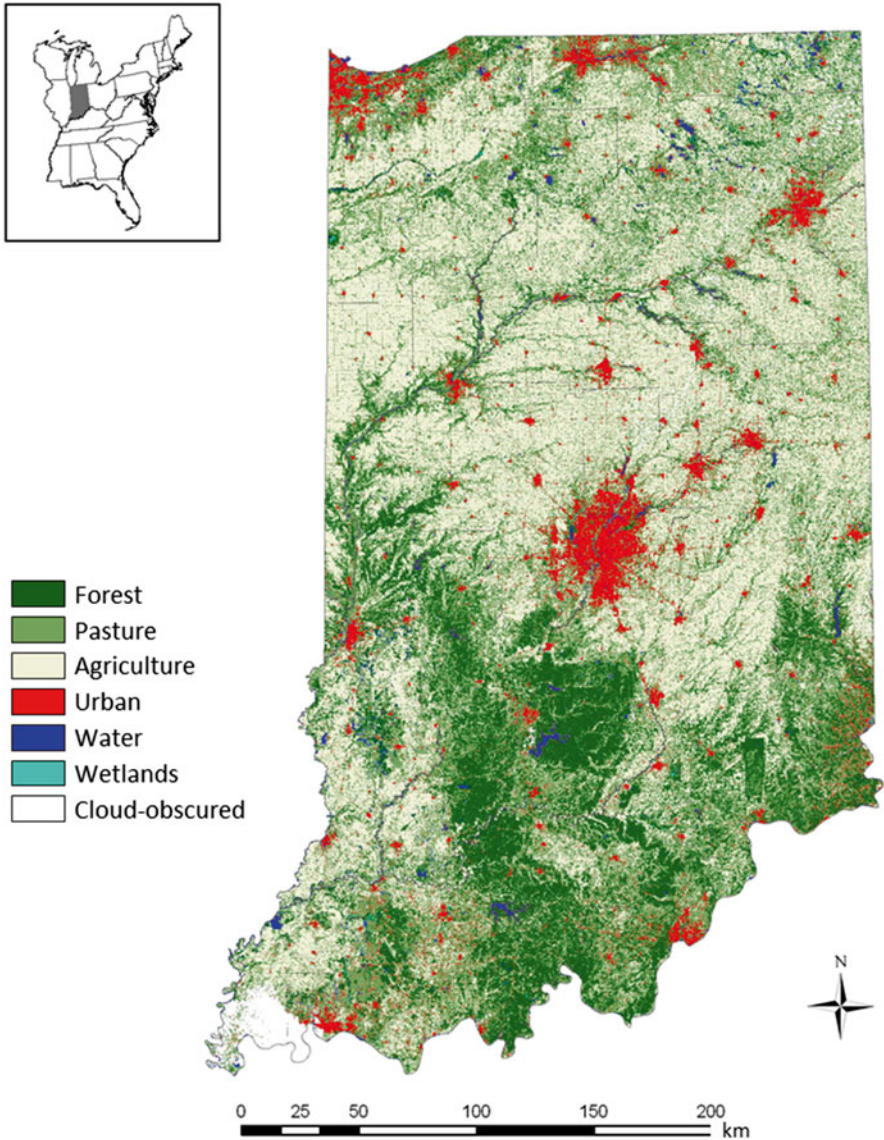 Forest
Pasture
Agriculture
Urban
Water
Wetlands
Cloud-obscured
N
0 25 50 100 150 200
km